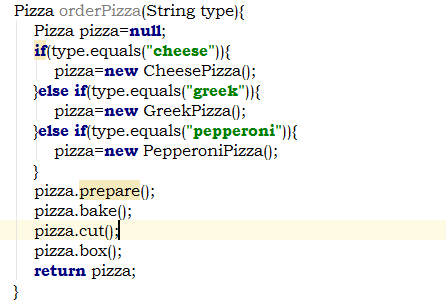 Pizza orderPizza(String type){
Pizza pizza=null;
if(type.equals("cheese")){
pizza=new CheesePizza();
}else if(type.equals("greek")){
pizza=new GreekPizza();
}else if(type.equals("pepperoni")){
pizza=new PepperoniPizza();
}
pizza.prepare();
pizza.bake();
pizza.cut();
pizza.box();
return pizza;
}